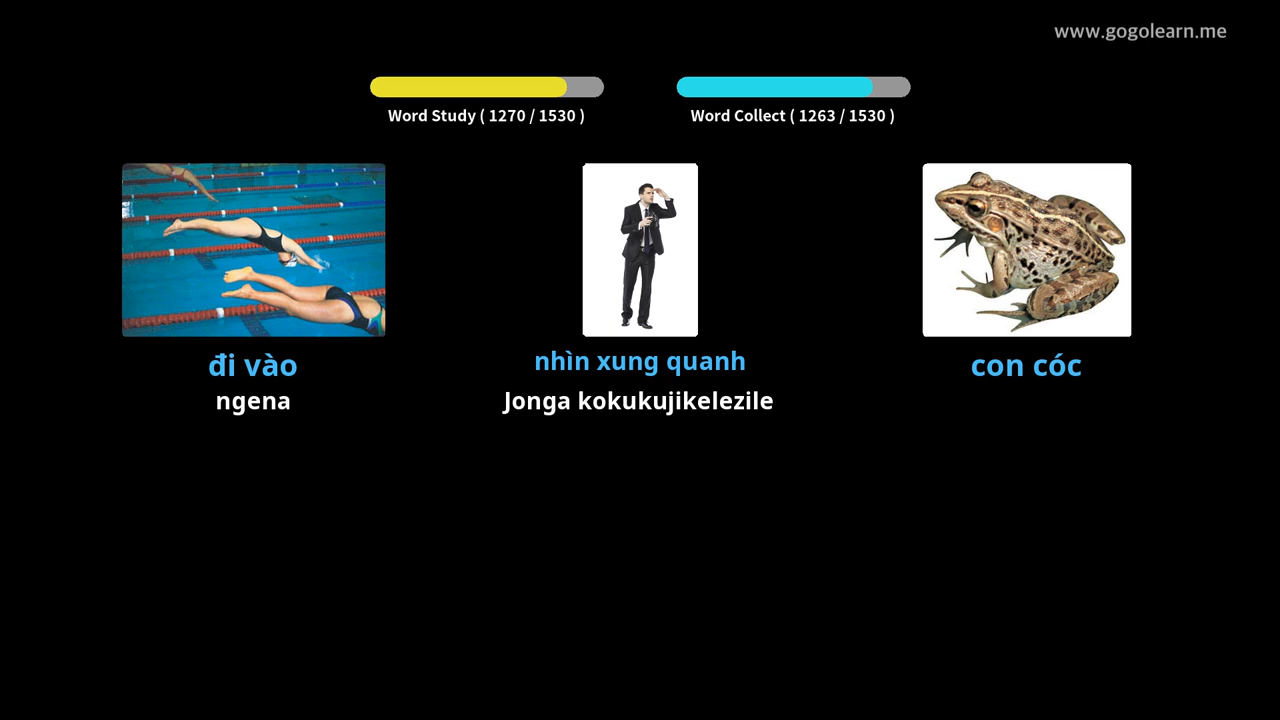 www.gogolearn.me
Word Study ( 1270 / 1530 )
Word Collect ( 1263 / 1530 )
đi vào
ngena
nhìn xung quanh
Jonga kokukujikelezile
con cóc